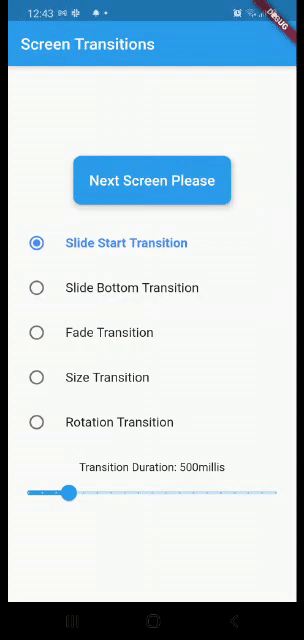 12:43
DEBUG
Screen Transitions
Next Screen Please
Slide Start Transition
Slide Bottom Transition
Fade Transition
Size Transition
Rotation Transition
Transition Duration: 500millis